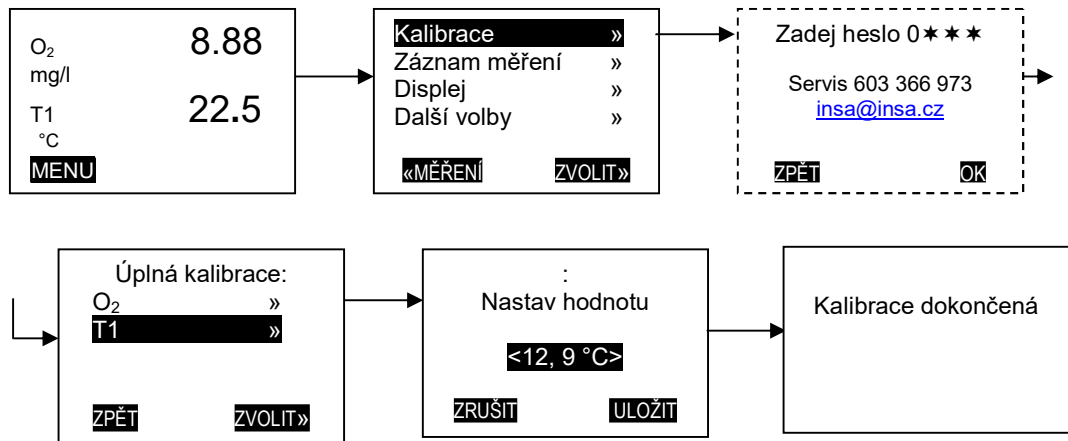 O₂ 8.88
mg/l
T1 22.5
°C
MENU
Kalibrace »
Záznam měření »
Displej »
Další volby »
«MĚŘENÍ ZVOLIT»
Zadej heslo 0✶✶✶
Servis 603 366 973
insa@insa.cz
ZPĚT OK
Úplná kalibrace:
O₂ »
T1 »
ZPĚT ZVOLIT»
:
Nastav hodnotu
<12, 9 °C>
ZRUŠIT ULOŽIT
Kalibrace dokončená